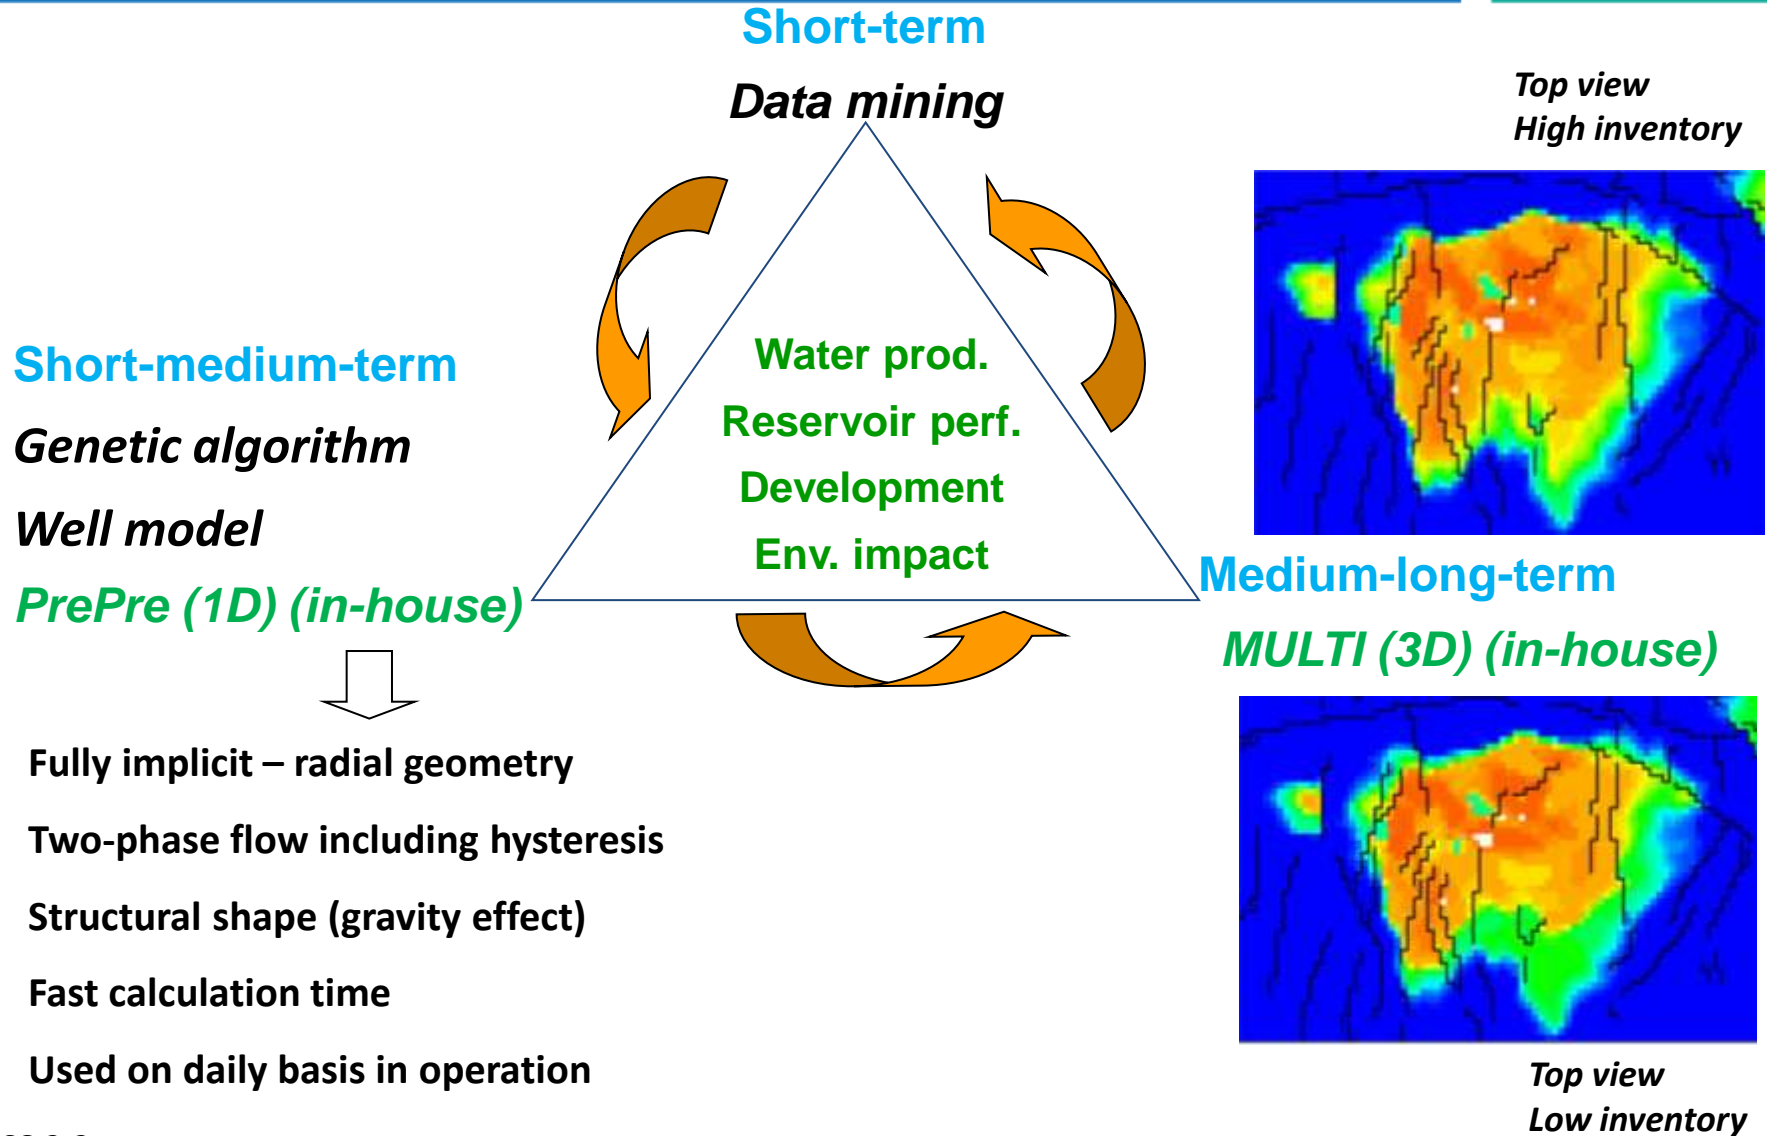 Short-term
Data mining
Top view
High inventory
Short-medium-term
Genetic algorithm
Well model
PrePre (1D) (in-house)
Water prod.
Reservoir perf.
Development
Env. impact
Medium-long-term
MULTI (3D) (in-house)
Fully implicit – radial geometry
Two-phase flow including hysteresis
Structural shape (gravity effect)
Fast calculation time
Used on daily basis in operation
Top view
Low inventory